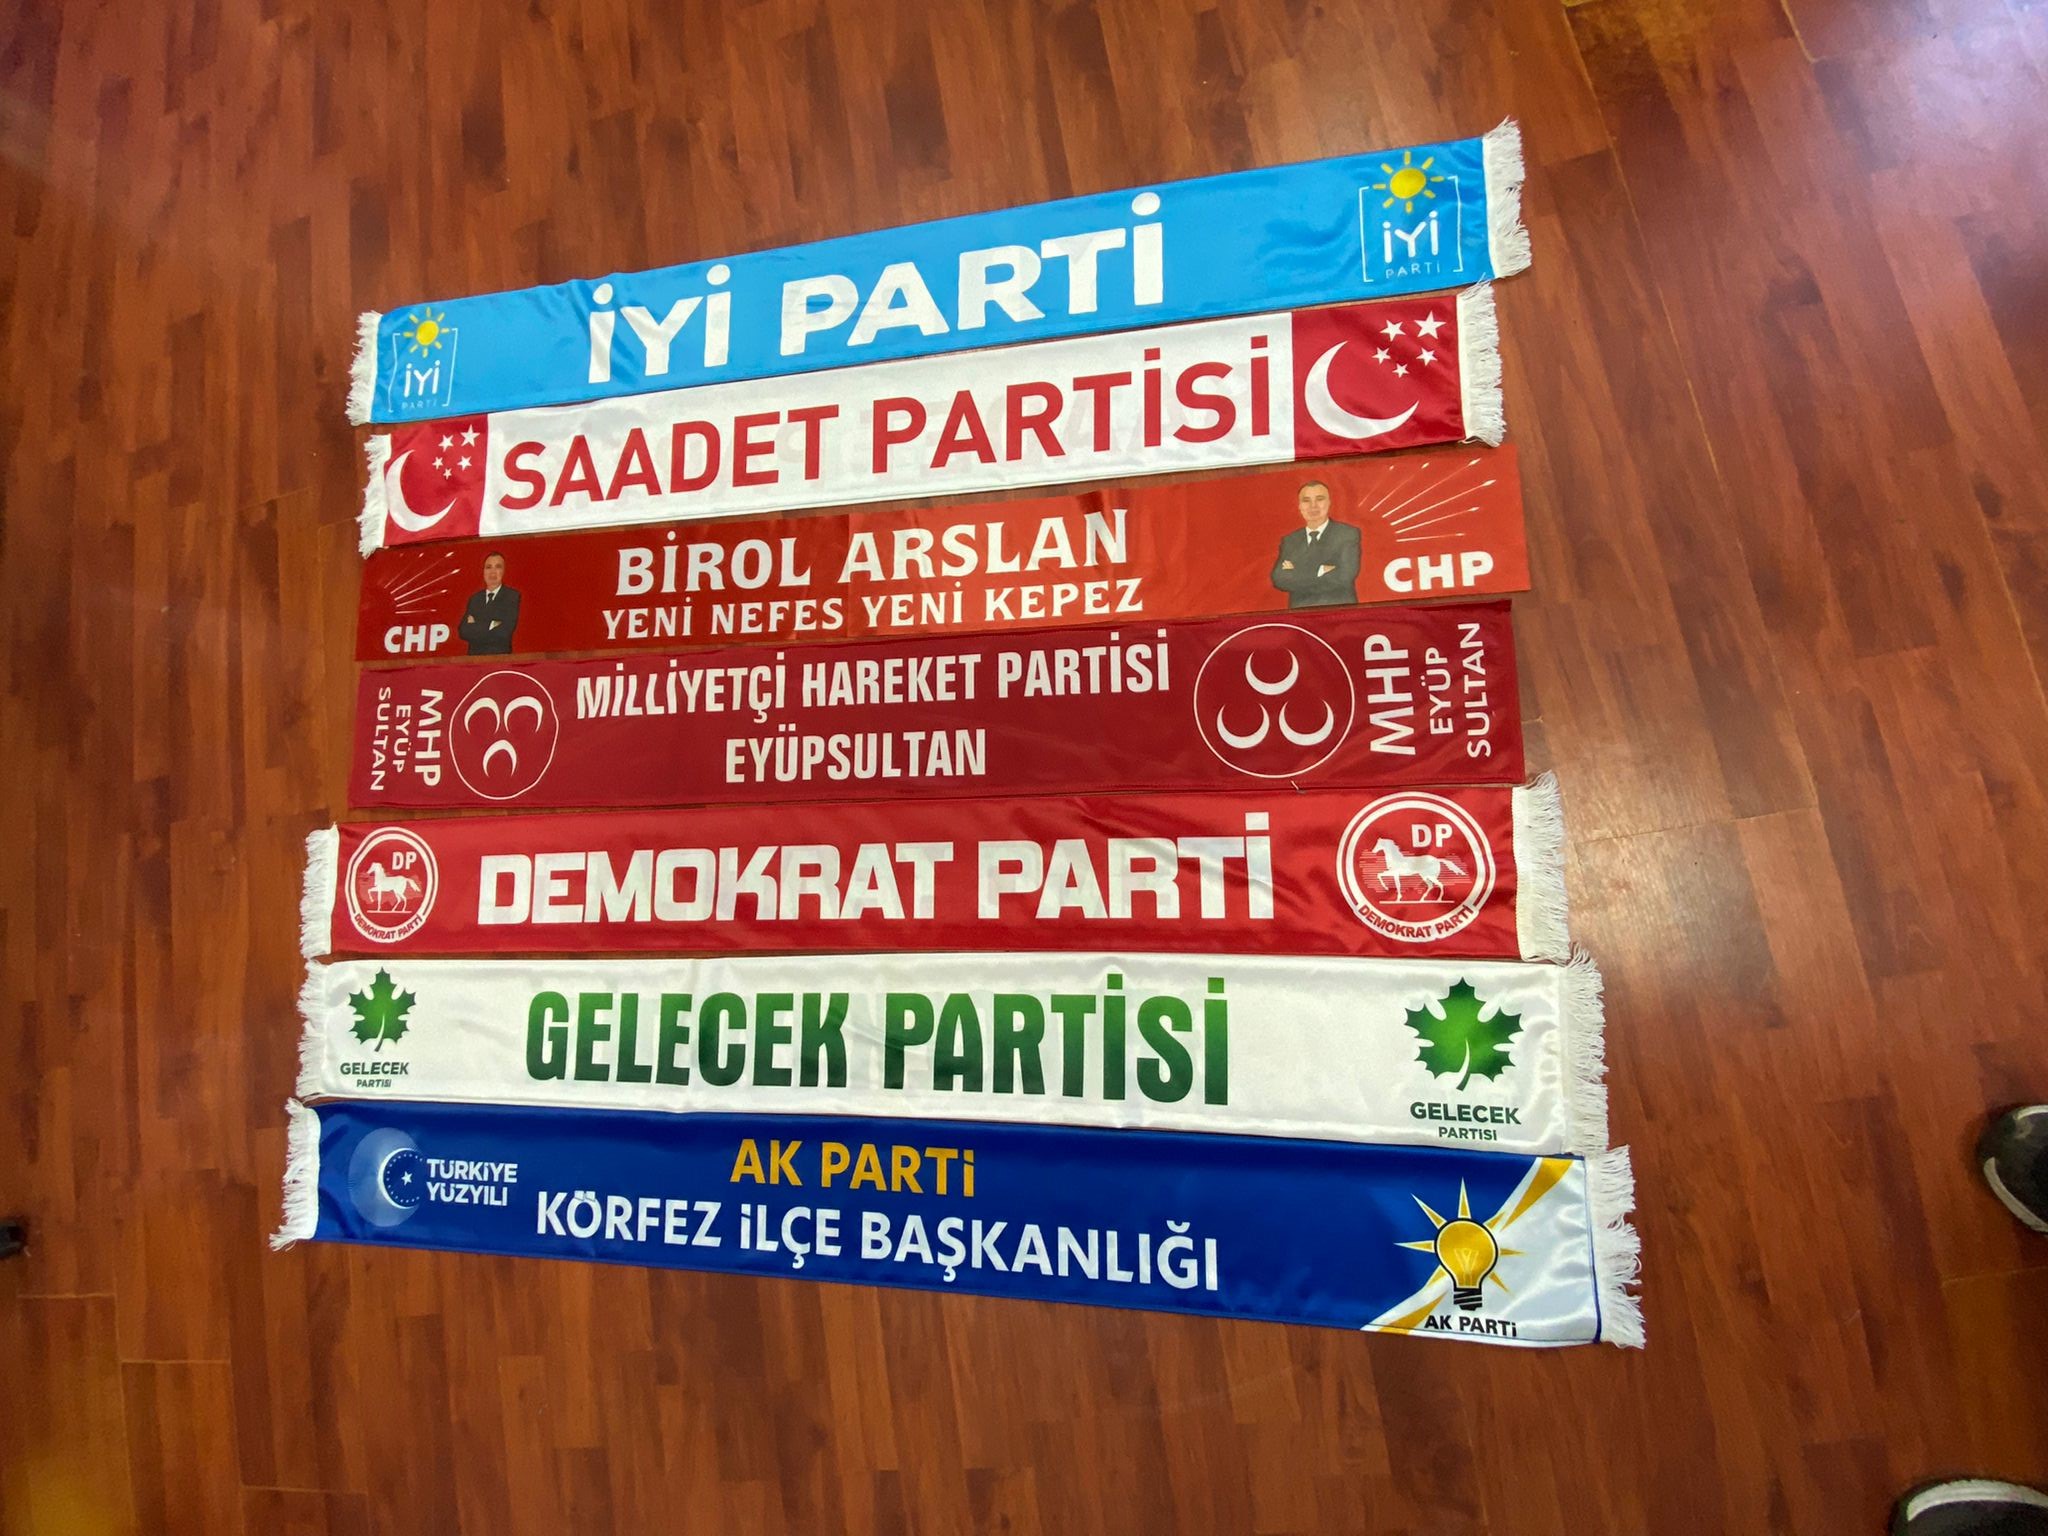 İYİ
PARTİ
İYİ PARTİ
İYİ
PARTİ
SAADET PARTİSİ
CHP
BİROL ARSLAN
YENİ NEFES YENİ KEPEZ
CHP
MHP
EYÜP
SULTAN
MİLLİYETÇİ HAREKET PARTİSİ
EYÜPSULTAN
MHP
EYÜP
SULTAN
DP
DEMOKRAT PARTİ
DEMOKRAT PARTİ
DP
DEMOKRAT PARTİ
GELECEK
PARTİSİ
GELECEK PARTİSİ
GELECEK
PARTİSİ
TÜRKİYE
YÜZYILI
AK PARTİ
KÖRFEZ İLÇE BAŞKANLIĞI
AK PARTİ